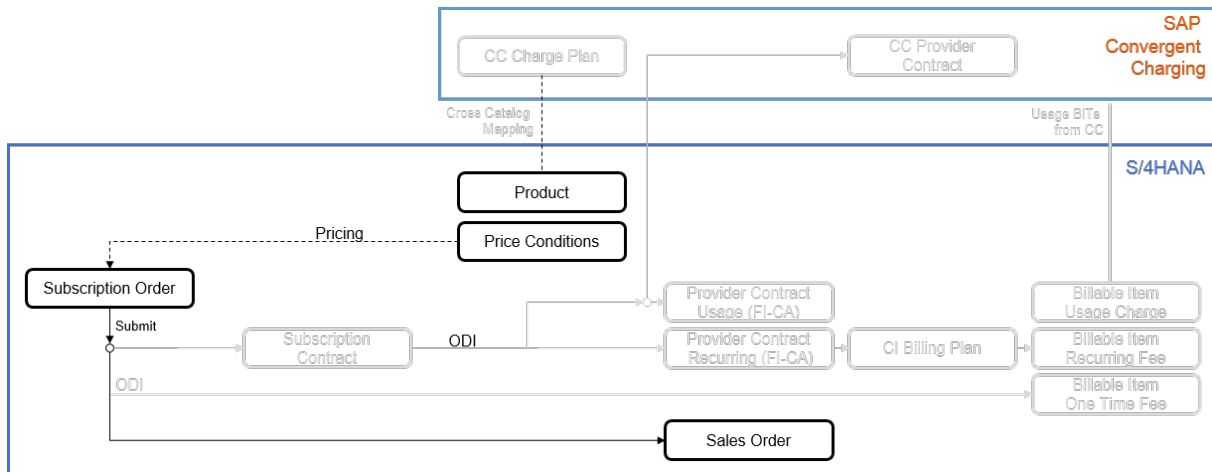 SAP
Convergent
Charging
CC Charge Plan
CC Provider
Contract
Cross Catalog
Mapping
Usage BITs
from CC
S/4HANA
Product
Pricing
Price Conditions
Subscription Order
Submit
Subscription
Contract
ODI
Provider Contract
Usage (FI-CA)
Provider Contract
Recurring (FI-CA)
CI Billing Plan
Billable Item
Usage Charge
Billable Item
Recurring Fee
ODI
Billable Item
One Time Fee
Sales Order